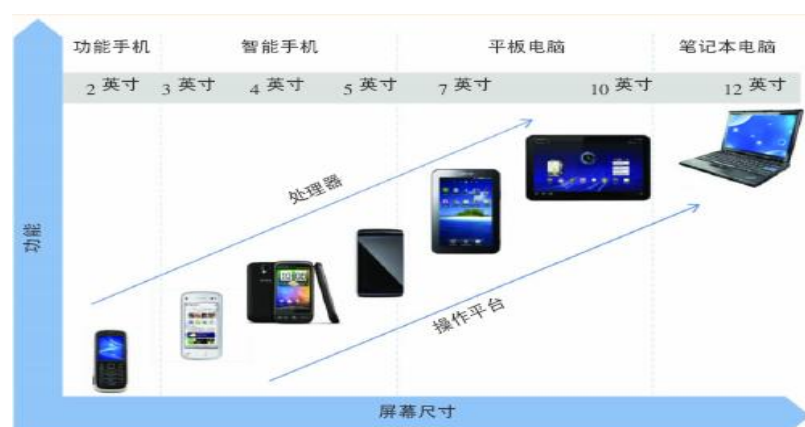 功能手机 智能手机 平板电脑 笔记本电脑
2 英寸 3 英寸 4 英寸 5 英寸 7 英寸 10 英寸 12 英寸
处理器
功能
操作平台
屏幕尺寸